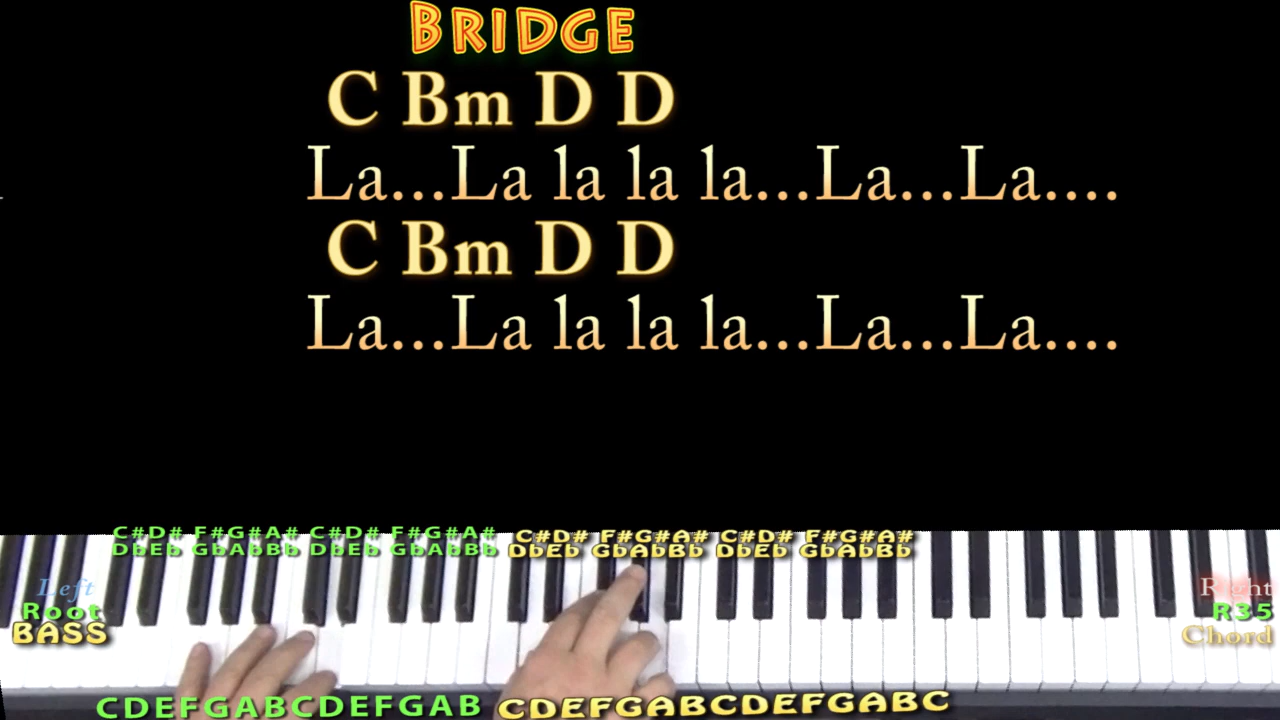 BRIDGE
C Bm D D
La...La la la la...La...La....
C Bm D D
La...La la la la...La...La....
C#D# F#G#A# C#D# F#G#A# C#D# F#G#A# C#D# F#G#A#
DbEb GbAbBb DbEb GbAbBb DbEb GbAbBb DbEb GbAbBb
Left
Root
BASS
Right
R35
Chord
CDEFGABCDEFGAB CDEFGABCDEFGABC